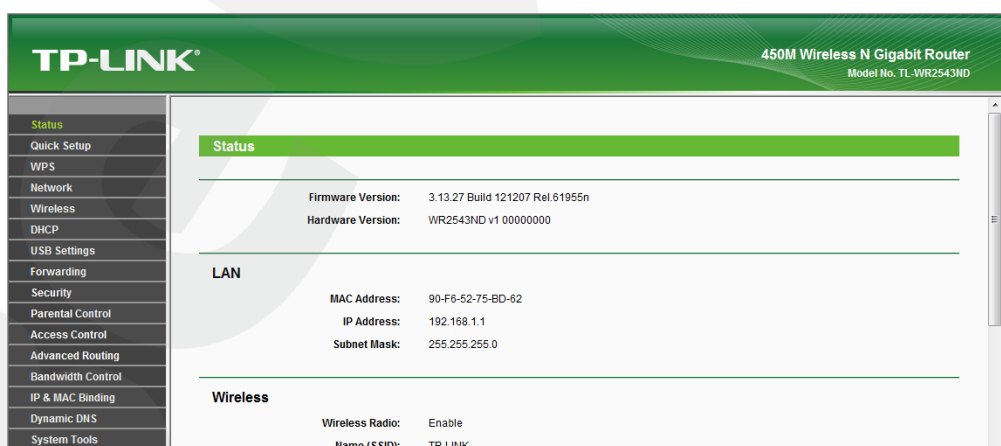 TP-LINK®
450M Wireless N Gigabit Router
Model No. TL-WR2543ND
Status
Quick Setup
WPS
Network
Wireless
DHCP
USB Settings
Forwarding
Security
Parental Control
Access Control
Advanced Routing
Bandwidth Control
IP & MAC Binding
Dynamic DNS
System Tools
Status
Firmware Version: 3.13.27 Build 121207 Rel.61955n
Hardware Version: WR2543ND v1 00000000
LAN
MAC Address: 90-F6-52-75-BD-62
IP Address: 192.168.1.1
Subnet Mask: 255.255.255.0
Wireless
Wireless Radio: Enable
Name (SSID): TP-LINK